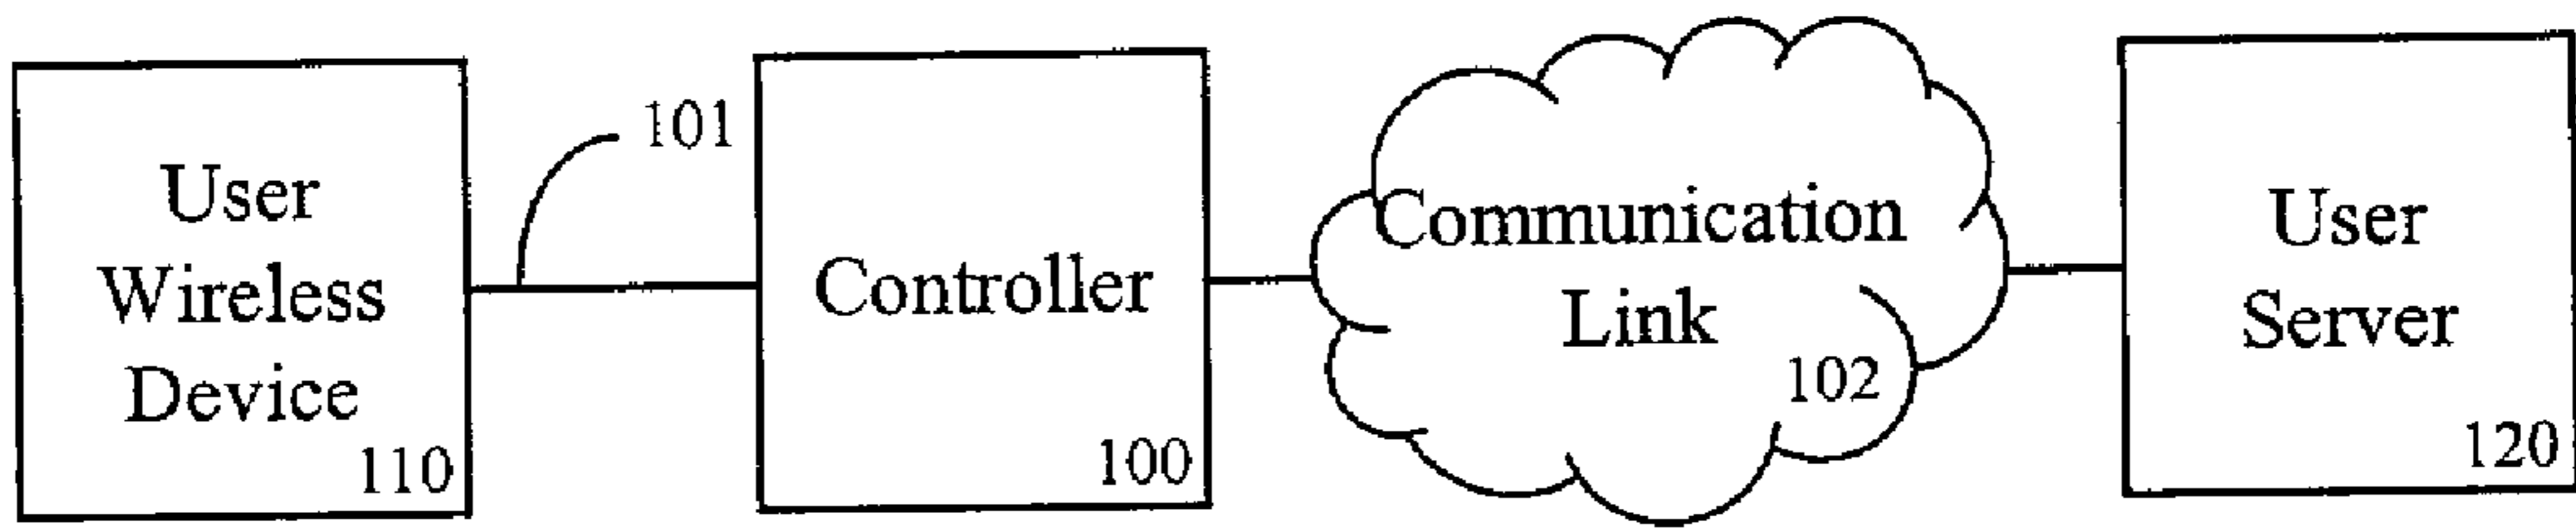 User
Wireless
Device
110
101
Controller
100
Communication
Link
102
User
Server
120